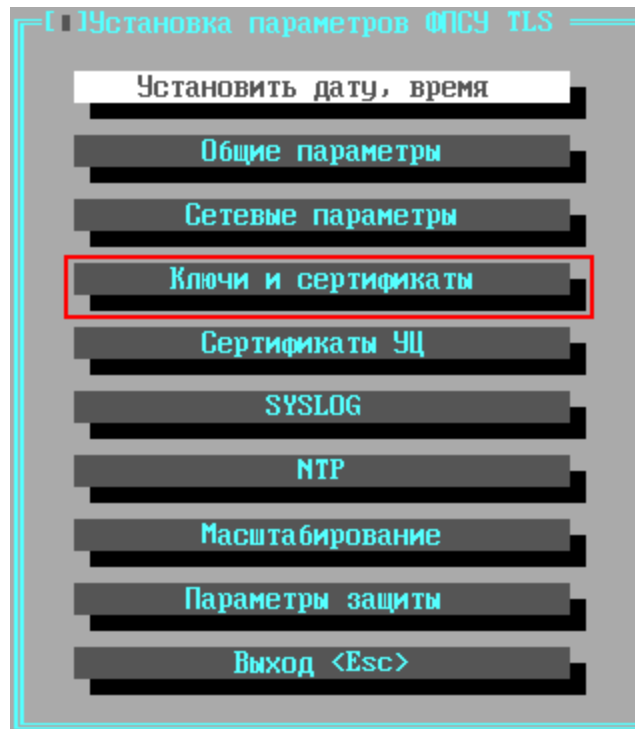 [▮]Установка параметров ФПСУ TLS
Установить дату, время
Общие параметры
Сетевые параметры
Ключи и сертификаты
Сертификаты УЦ
SYSLOG
NTP
Масштабирование
Параметры защиты
Выход <Esc>